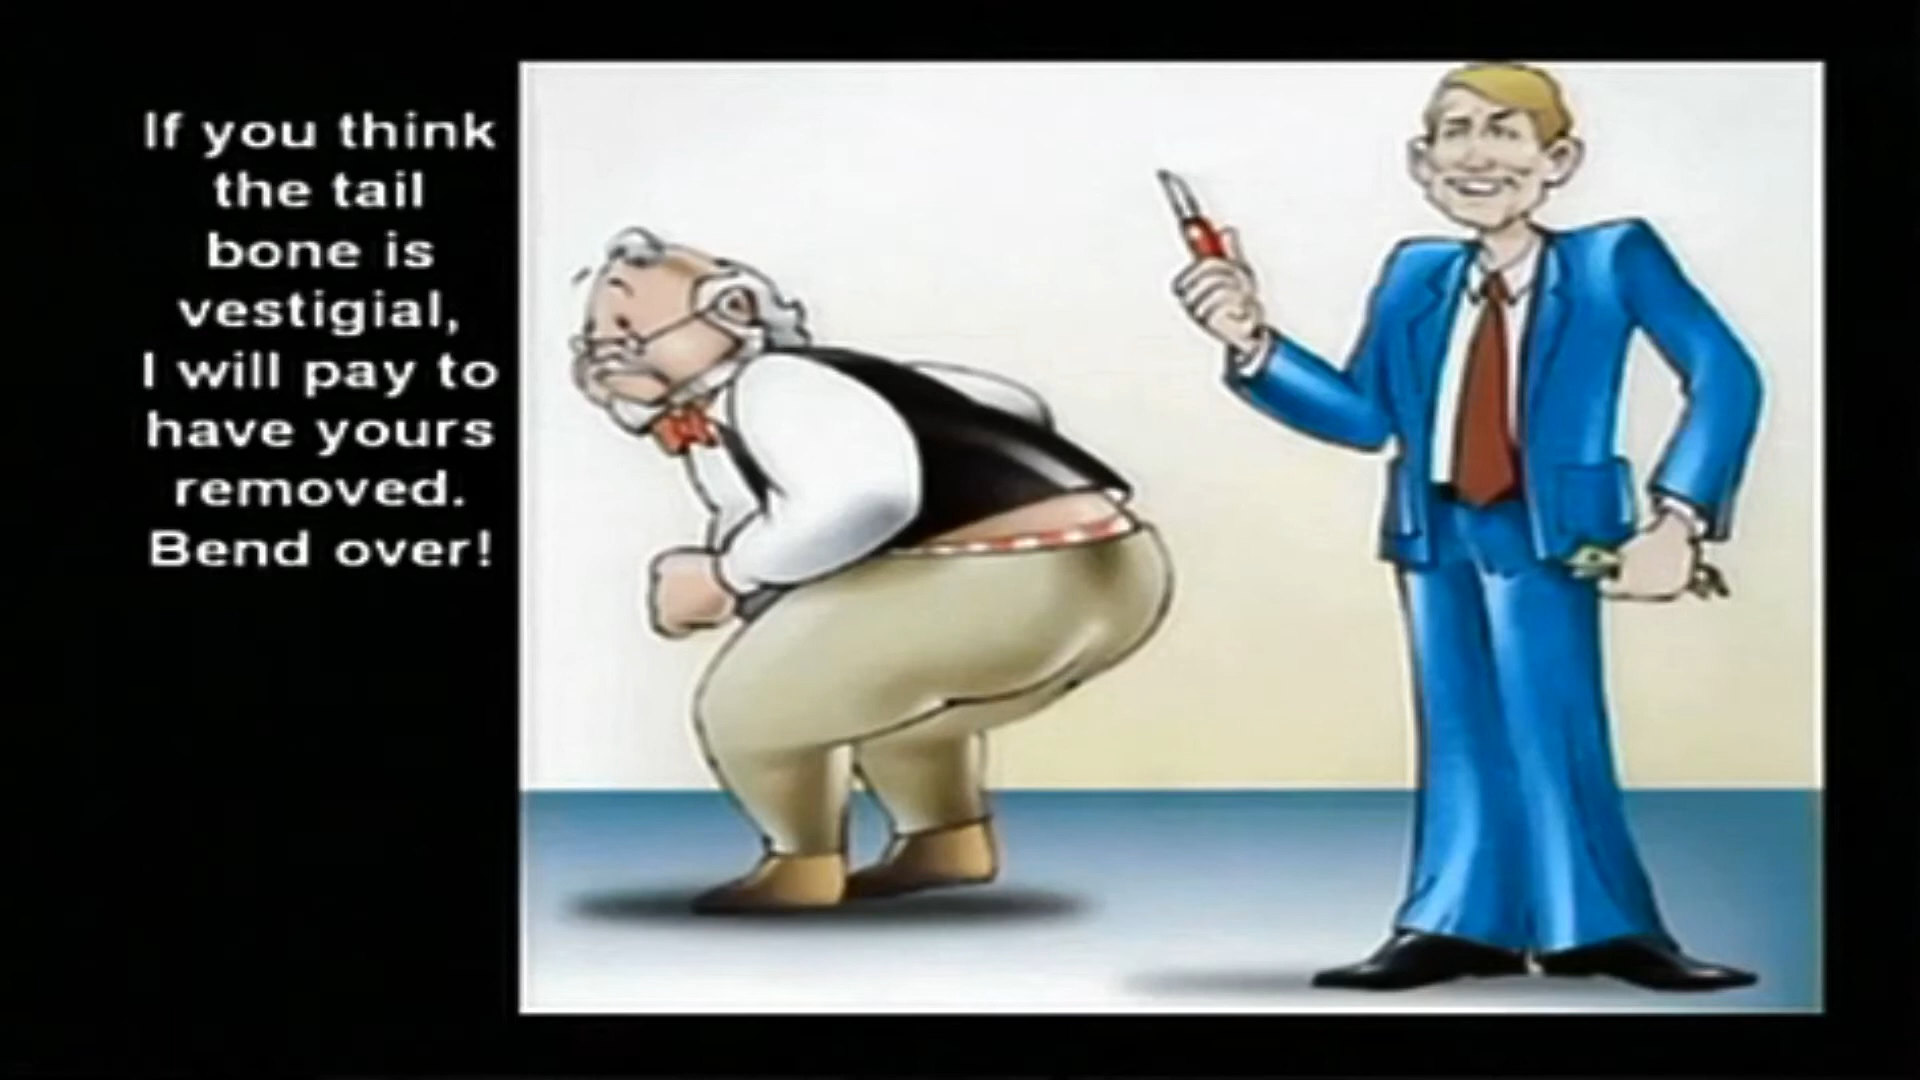 If you think
the tail
bone is
vestigial,
I will pay to
have yours
removed.
Bend over!